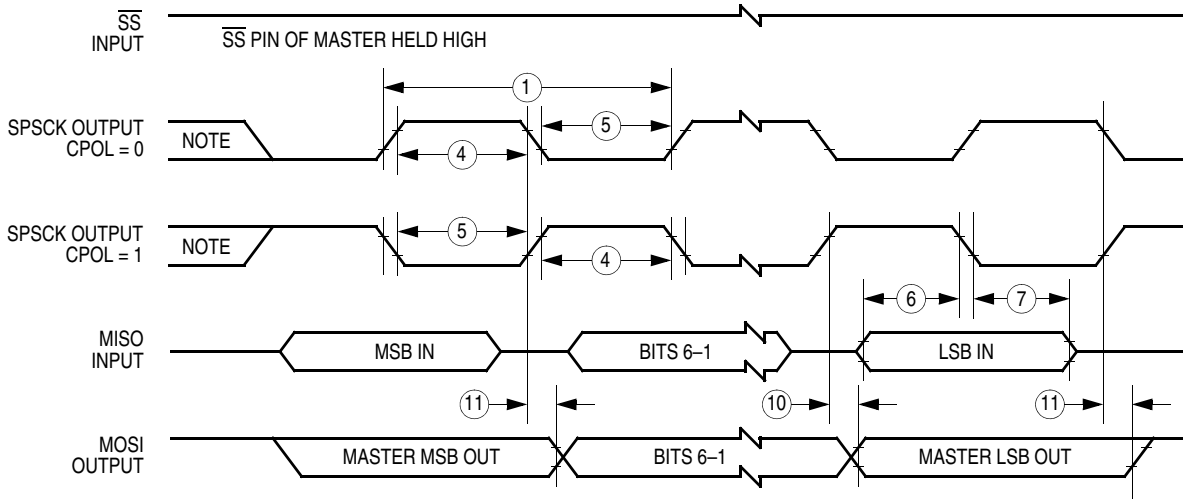 SS
INPUT
SS PIN OF MASTER HELD HIGH
1
SPSCK OUTPUT
CPOL = 0
NOTE
5
4
SPSCK OUTPUT
CPOL = 1
NOTE
5
4
6
7
MISO
INPUT
MSB IN
BITS 6–1
LSB IN
11
10
11
MOSI
OUTPUT
MASTER MSB OUT
BITS 6–1
MASTER LSB OUT